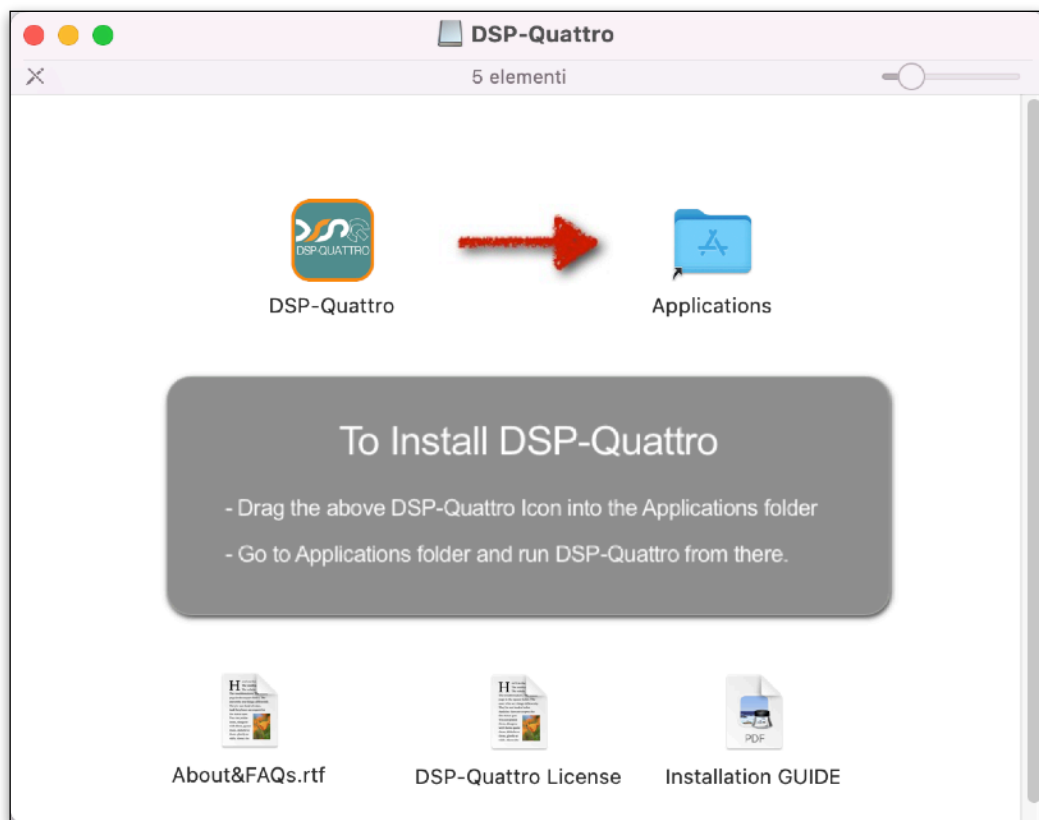 DSP-Quattro
5 elementi
DSP-QUATTRO
DSP-Quattro
Applications
To Install DSP-Quattro
- Drag the above DSP-Quattro Icon into the Applications folder
- Go to Applications folder and run DSP-Quattro from there.
PDF
About&FAQs.rtf
DSP-Quattro License
Installation GUIDE